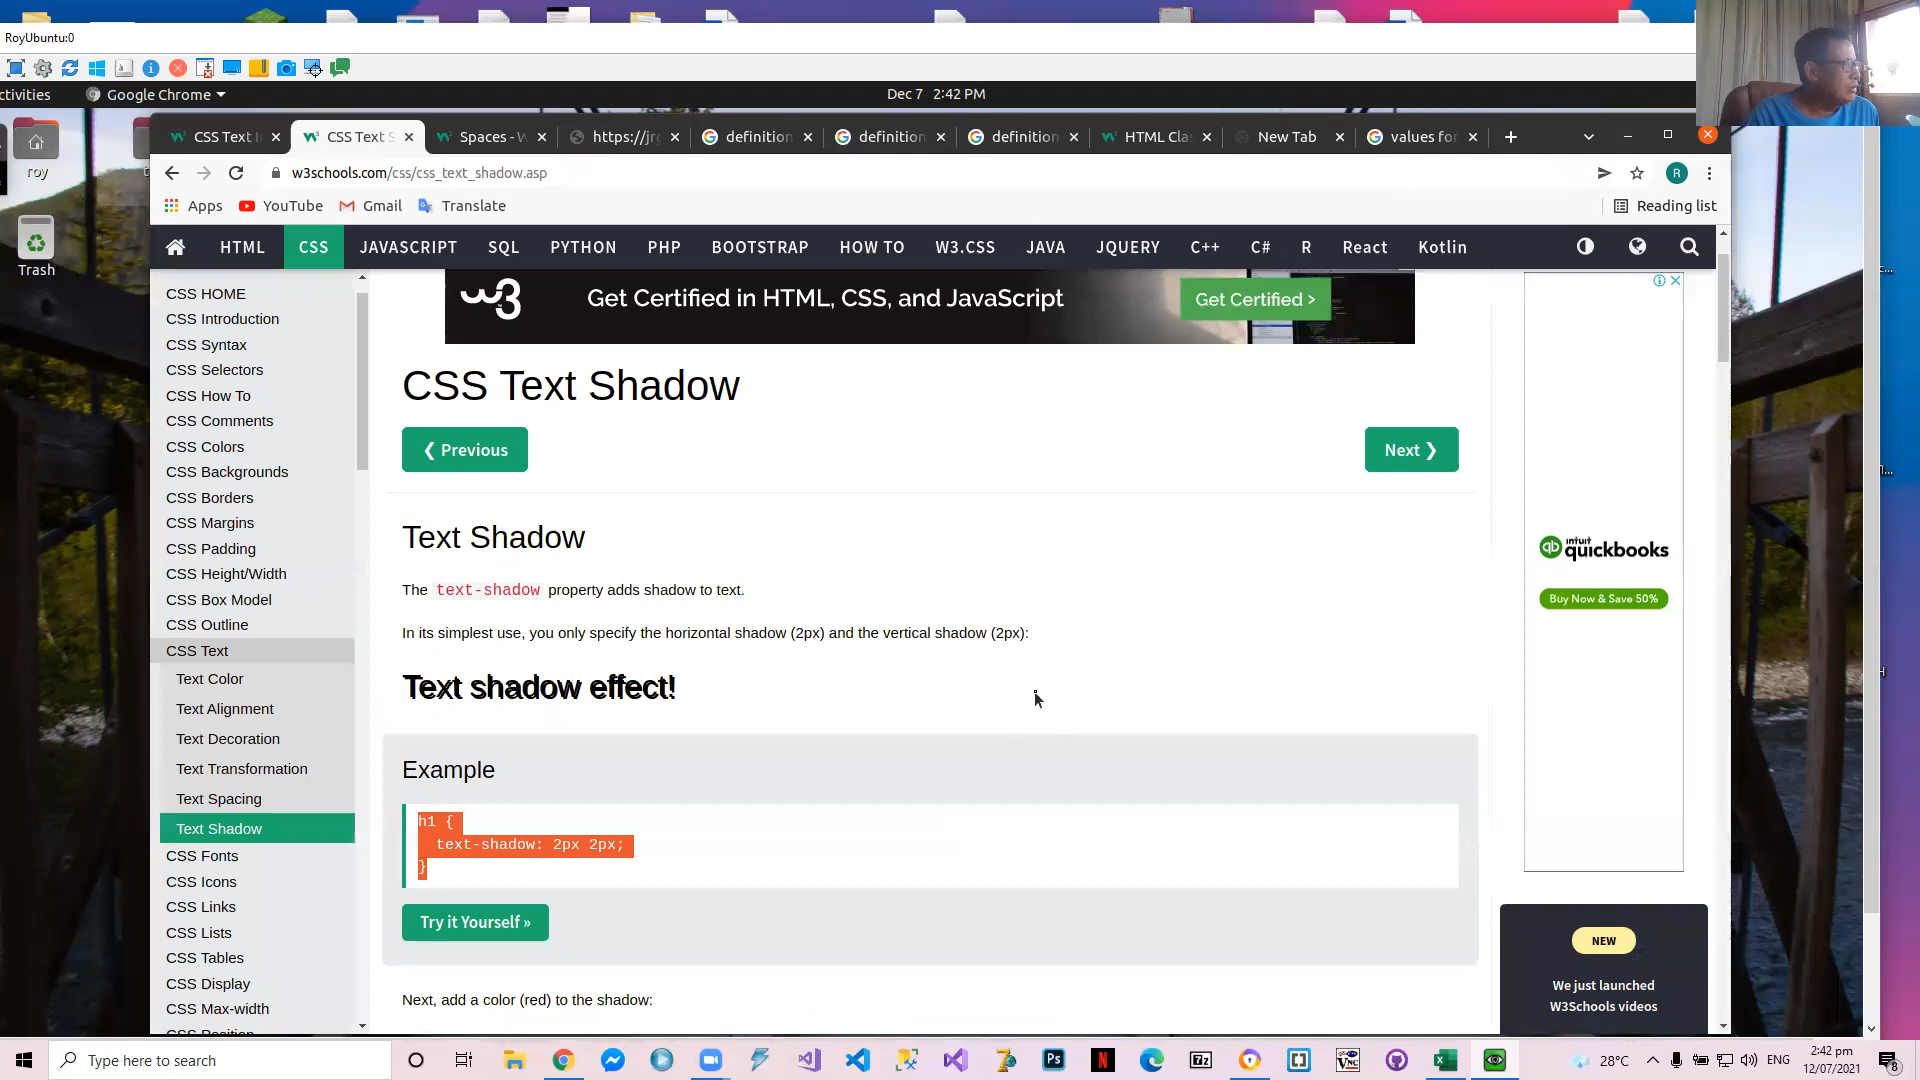 RoyUbuntu:0
ctivities
Google Chrome
Dec 7 2:42 PM
CSS Text I
CSS Text S
Spaces - W
https://jrg
definition
definition
definition
HTML Cla
New Tab
values for
w3schools.com/css/css_text_shadow.asp
Apps
YouTube
Gmail
Translate
Reading list
HTML
CSS
JAVASCRIPT
SQL
PYTHON
PHP
BOOTSTRAP
HOW TO
W3.CSS
JAVA
JQUERY
C++
C#
R
React
Kotlin
roy
Trash
CSS HOME
CSS Introduction
CSS Syntax
CSS Selectors
CSS How To
CSS Comments
CSS Colors
CSS Backgrounds
CSS Borders
CSS Margins
CSS Padding
CSS Height/Width
CSS Box Model
CSS Outline
CSS Text
Text Color
Text Alignment
Text Decoration
Text Transformation
Text Spacing
Text Shadow
CSS Fonts
CSS Icons
CSS Links
CSS Lists
CSS Tables
CSS Display
CSS Max-width
CSS Position
w3
Get Certified in HTML, CSS, and JavaScript
Get Certified >
CSS Text Shadow
❮ Previous
Next ❯
Text Shadow
The text-shadow property adds shadow to text.
In its simplest use, you only specify the horizontal shadow (2px) and the vertical shadow (2px):
Text shadow effect!
Example
h1 {
text-shadow: 2px 2px;
}
Try it Yourself »
Next, add a color (red) to the shadow:
intuit
quickbooks
Buy Now & Save 50%
NEW
We just launched
W3Schools videos
Type here to search
28°C
ENG
2:42 pm
12/07/2021
8